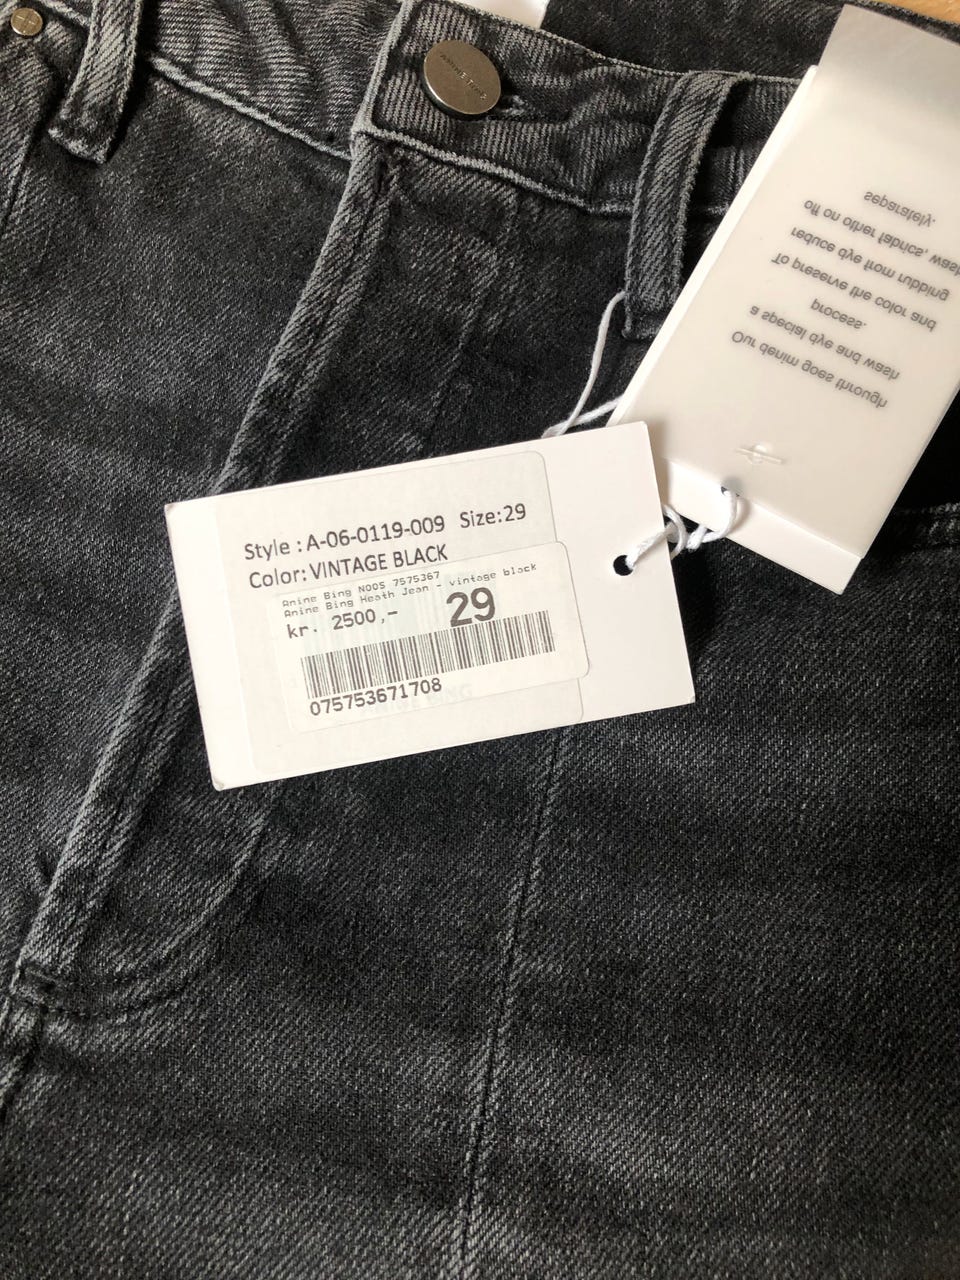 ANINE BING
Our denim goes through
a special dye and wash
process.
To preserve the color and
reduce dye from rubbing
off on other fabrics, wash
separately.
Style : A-06-0119-009 Size:29
Color: VINTAGE BLACK
Anine Bing NOOS 7575367
Anine Bing Heath Jean - vintage black
kr. 2500,- 29
075753671708